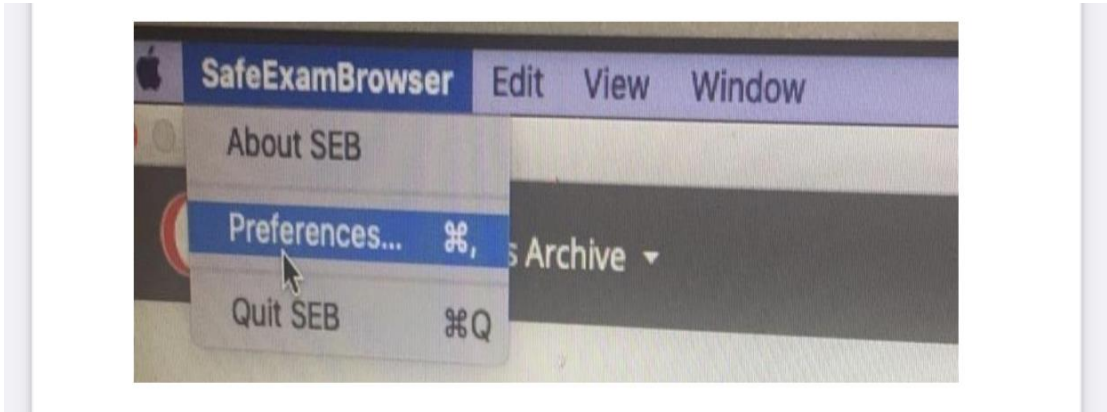 SafeExamBrowser Edit View Window
About SEB
Preferences... ⌘,
s Archive
Quit SEB ⌘Q